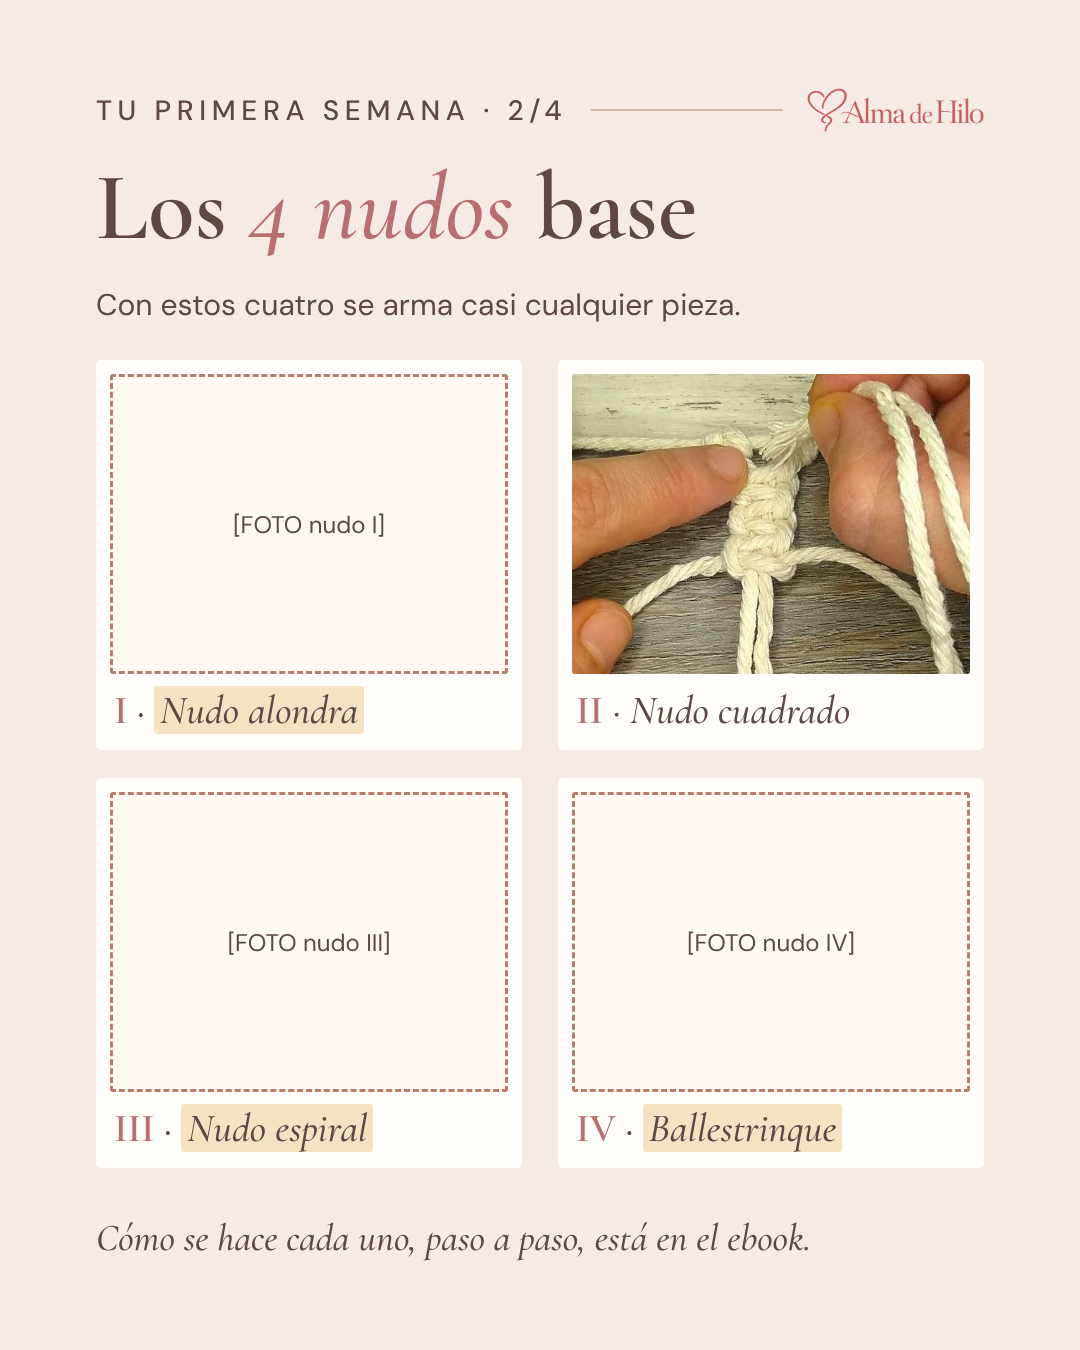 TU PRIMERA SEMANA · 2/4
Alma de Hilo
Los 4 nudos base
Con estos cuatro se arma casi cualquier pieza.
[FOTO nudo I]
I · Nudo alondra
II · Nudo cuadrado
[FOTO nudo III]
III · Nudo espiral
[FOTO nudo IV]
IV · Ballestrinque
Cómo se hace cada uno, paso a paso, está en el ebook.